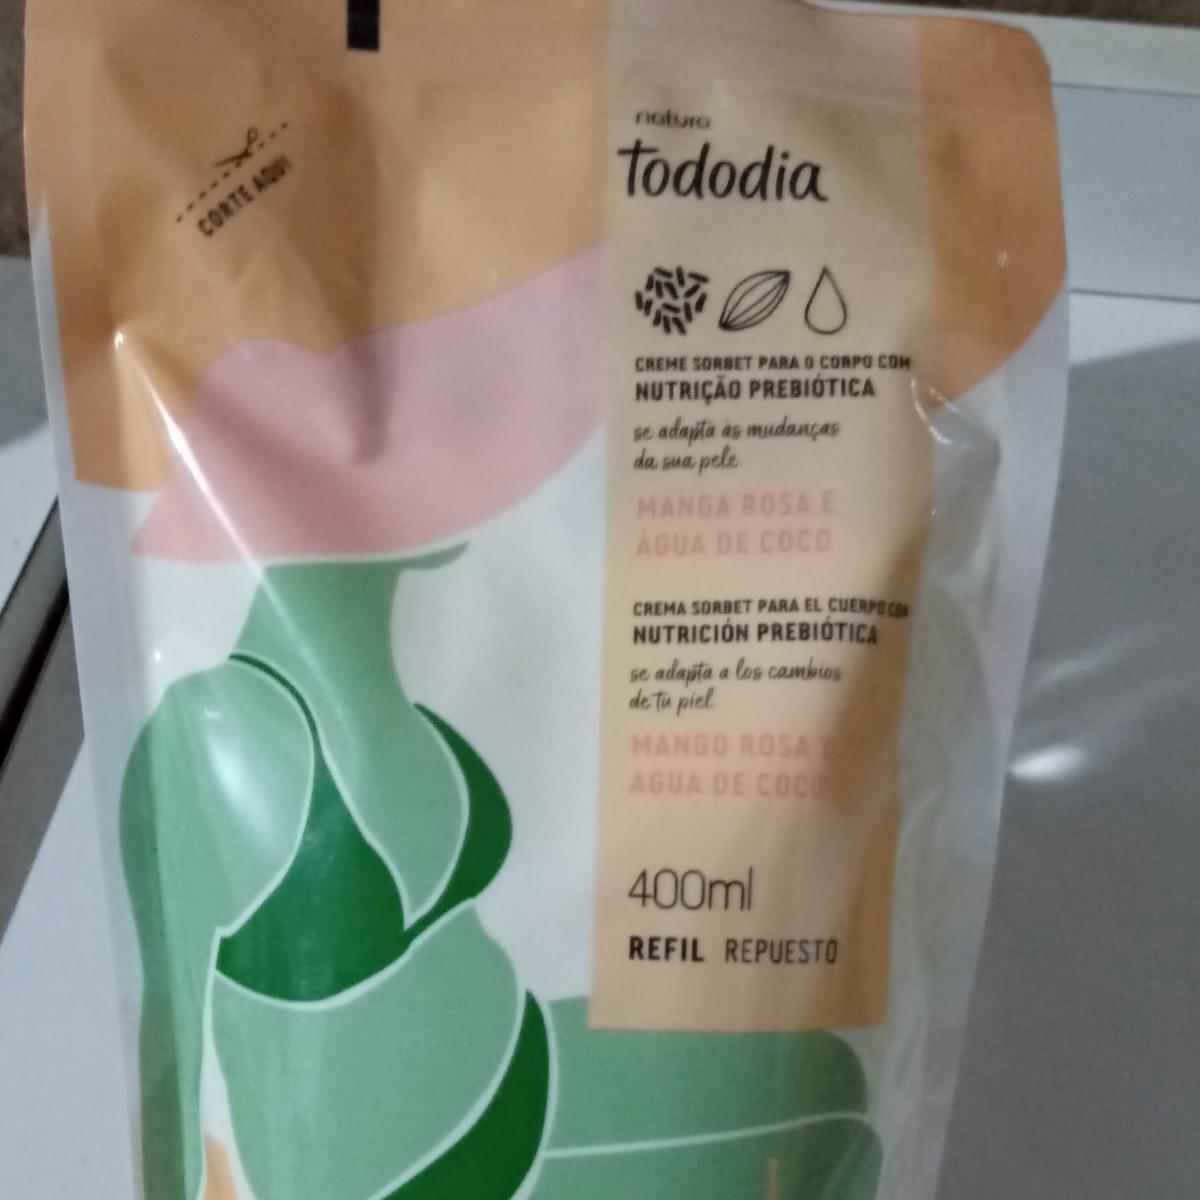 CORTE AQUI
natura
tododia
CREME SORBET PARA O CORPO COM
NUTRIÇÃO PREBIÓTICA
se adapta às mudanças
da sua pele
MANGA ROSA E
ÁGUA DE COCO
CREMA SORBET PARA EL CUERPO CON
NUTRICIÓN PREBIÓTICA
se adapta a los cambios
de tu piel
MANGO ROSA Y
AGUA DE COCO
400ml
REFIL REPUESTO